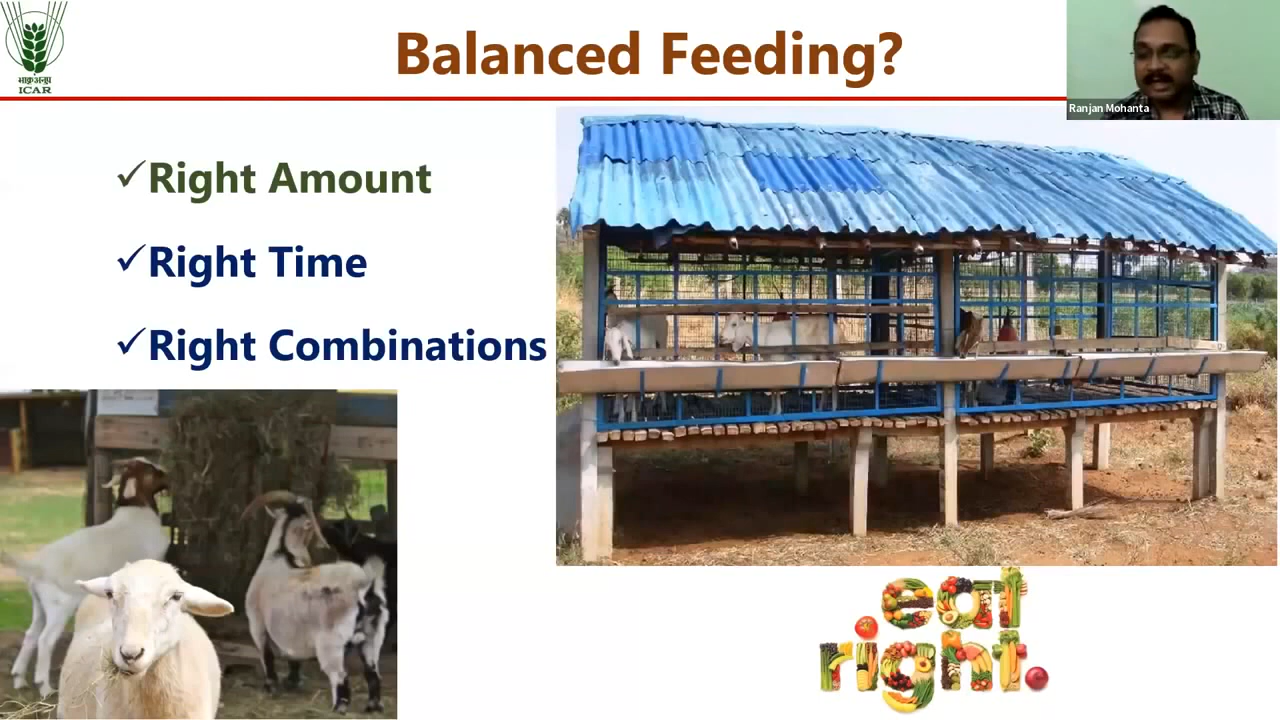 Balanced Feeding?
भाकृअनुप
ICAR
Ranjan Mohanta
✓Right Amount
✓Right Time
✓Right Combinations
eat
right.